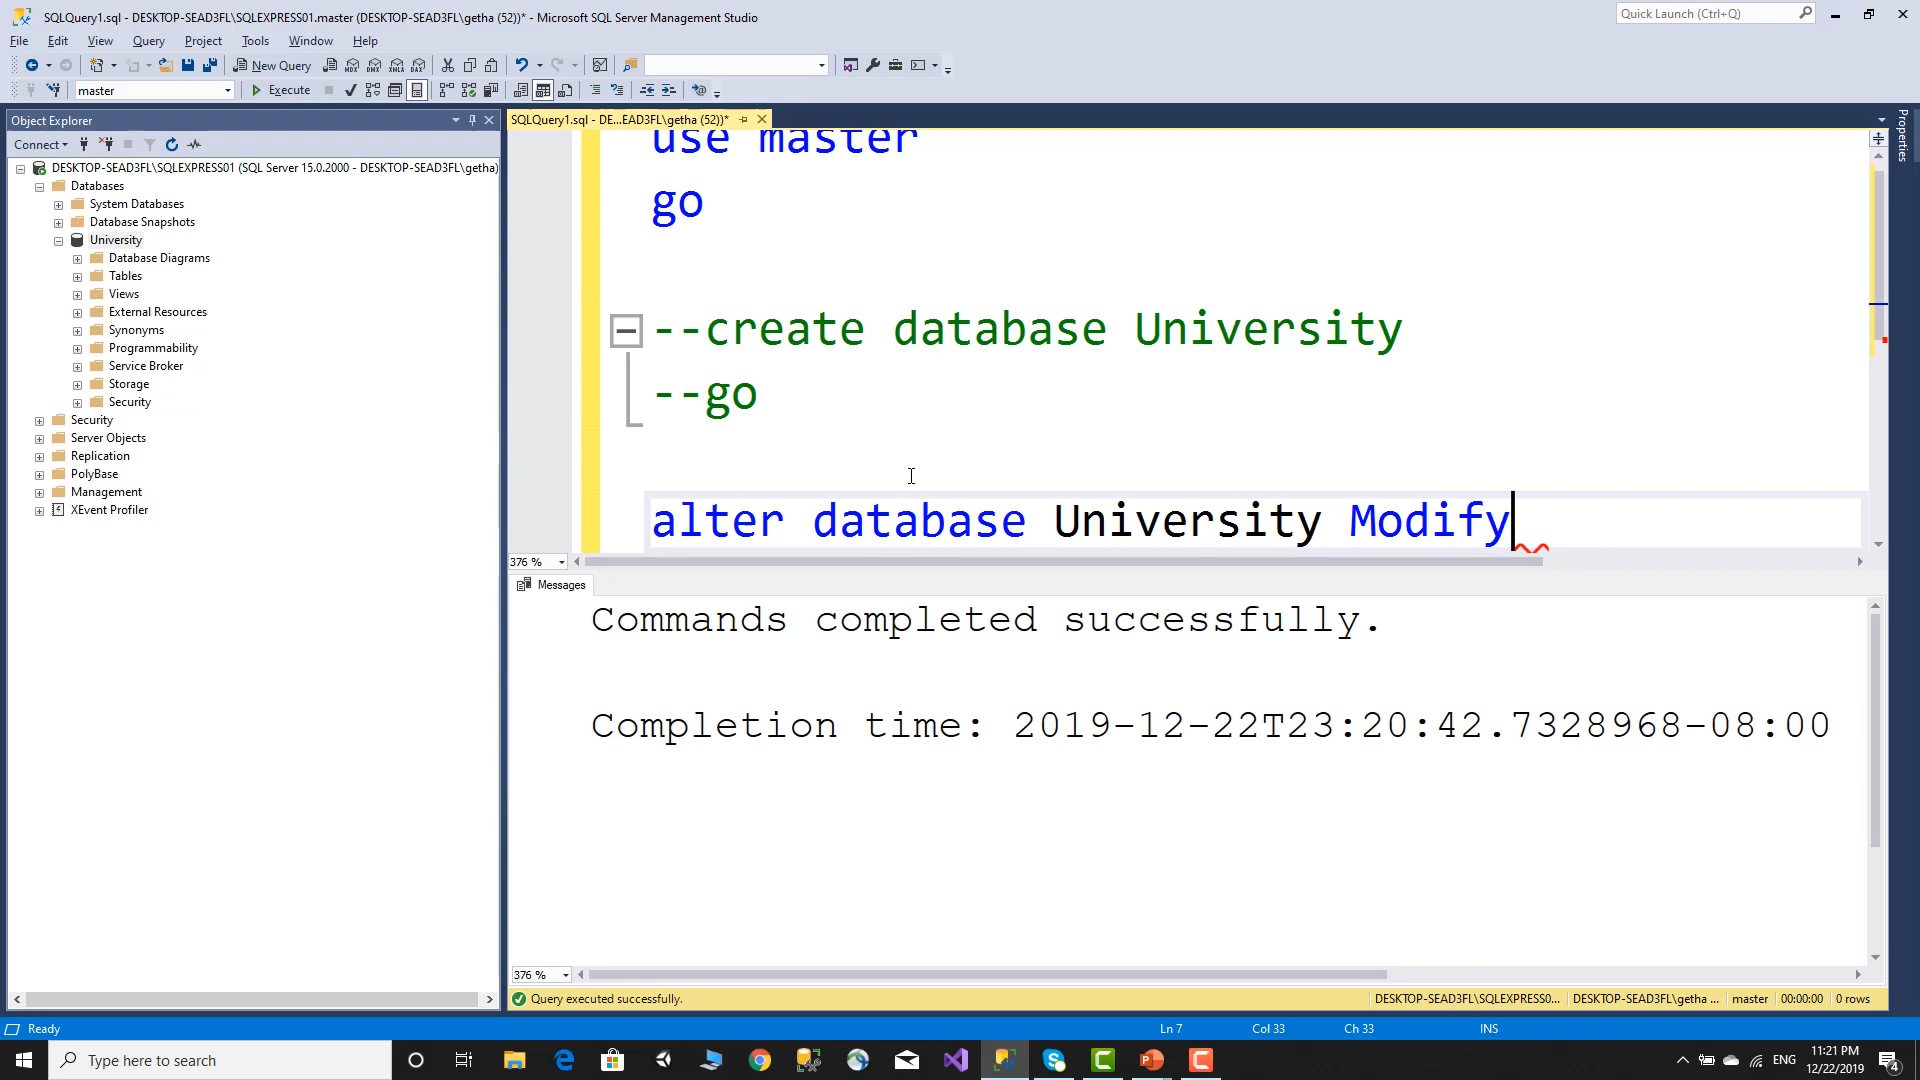 SQLQuery1.sql - DESKTOP-SEAD3FL\SQLEXPRESS01.master (DESKTOP-SEAD3FL\getha (52))* - Microsoft SQL Server Management Studio
Quick Launch (Ctrl+Q)
File Edit View Query Project Tools Window Help
New Query
master
Execute
Object Explorer
Connect
DESKTOP-SEAD3FL\SQLEXPRESS01 (SQL Server 15.0.2000 - DESKTOP-SEAD3FL\getha)
Databases
System Databases
Database Snapshots
University
Database Diagrams
Tables
Views
External Resources
Synonyms
Programmability
Service Broker
Storage
Security
Security
Server Objects
Replication
PolyBase
Management
XEvent Profiler
SQLQuery1.sql - DE...EAD3FL\getha (52))*
Properties
use master
go
--create database University
--go
alter database University Modify
376 %
Messages
Commands completed successfully.
Completion time: 2019-12-22T23:20:42.7328968-08:00
376 %
Query executed successfully.
DESKTOP-SEAD3FL\SQLEXPRESS0... DESKTOP-SEAD3FL\getha ... master 00:00:00 0 rows
Ready
Ln 7 Col 33 Ch 33 INS
Type here to search
ENG
11:21 PM
12/22/2019
4